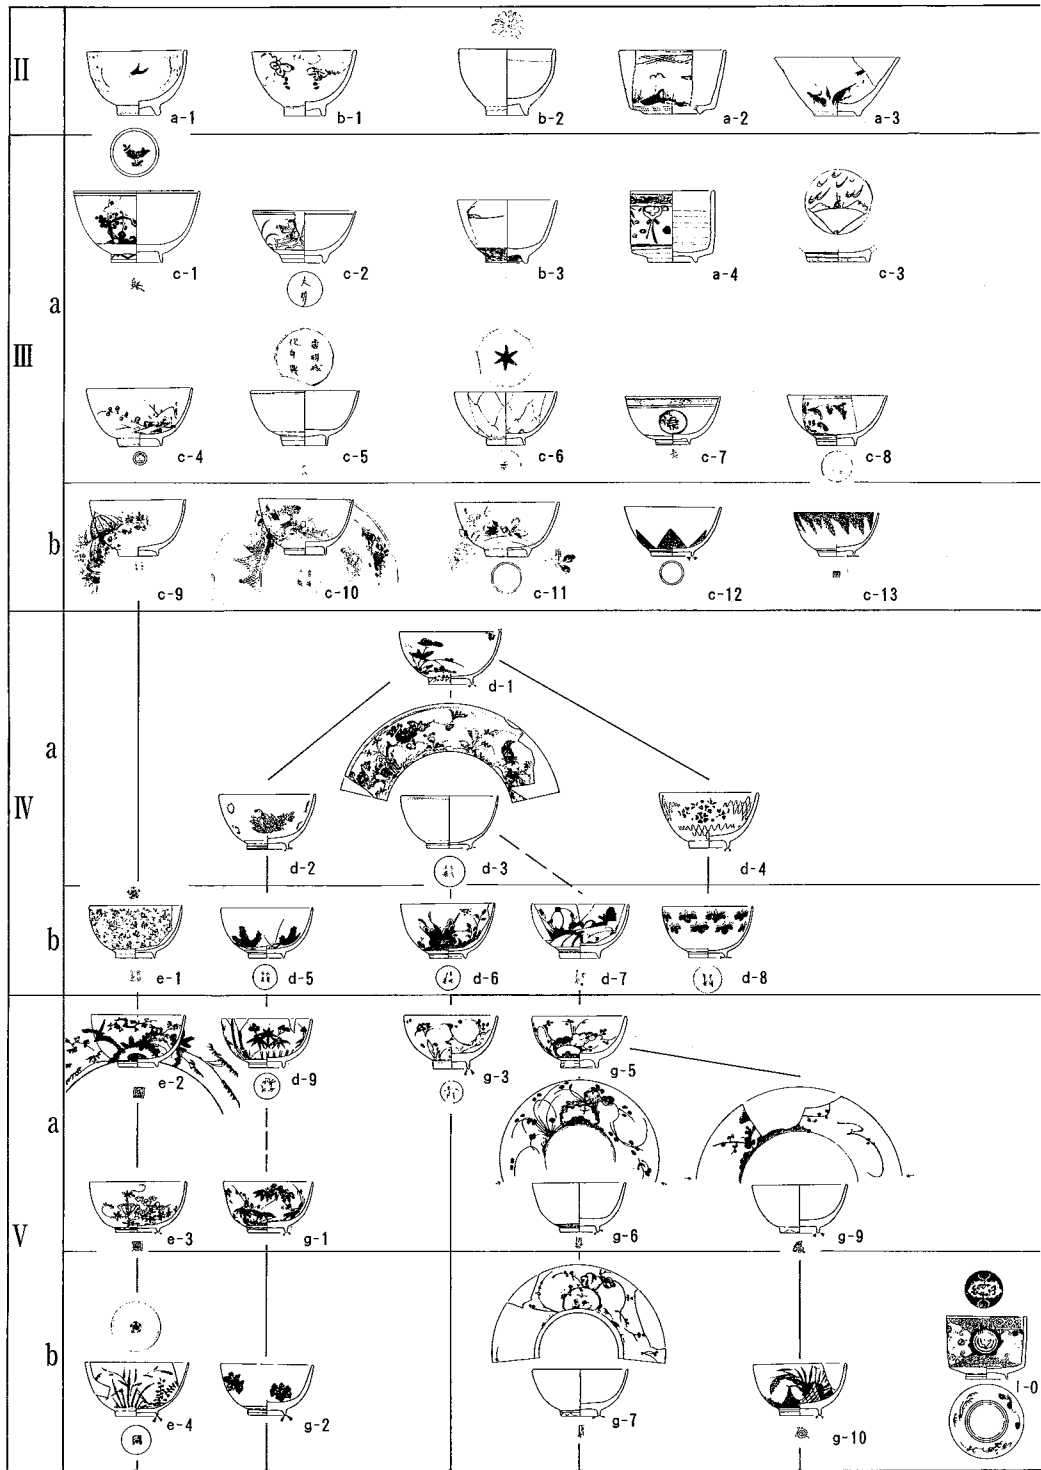 II
a-1 b-1 b-2 a-2 a-3
III
a
c-1 c-2 b-3 a-4 c-3
c-4 c-5 c-6 c-7 c-8
b
c-9 c-10 c-11 c-12 c-13
IV
a
d-1
d-2 d-3 d-4
b
e-1 d-5 d-6 d-7 d-8
V
a
e-2 d-9 g-3 g-5
e-3 g-1 g-6 g-9
b
e-4 g-2 g-7 g-10 l-0